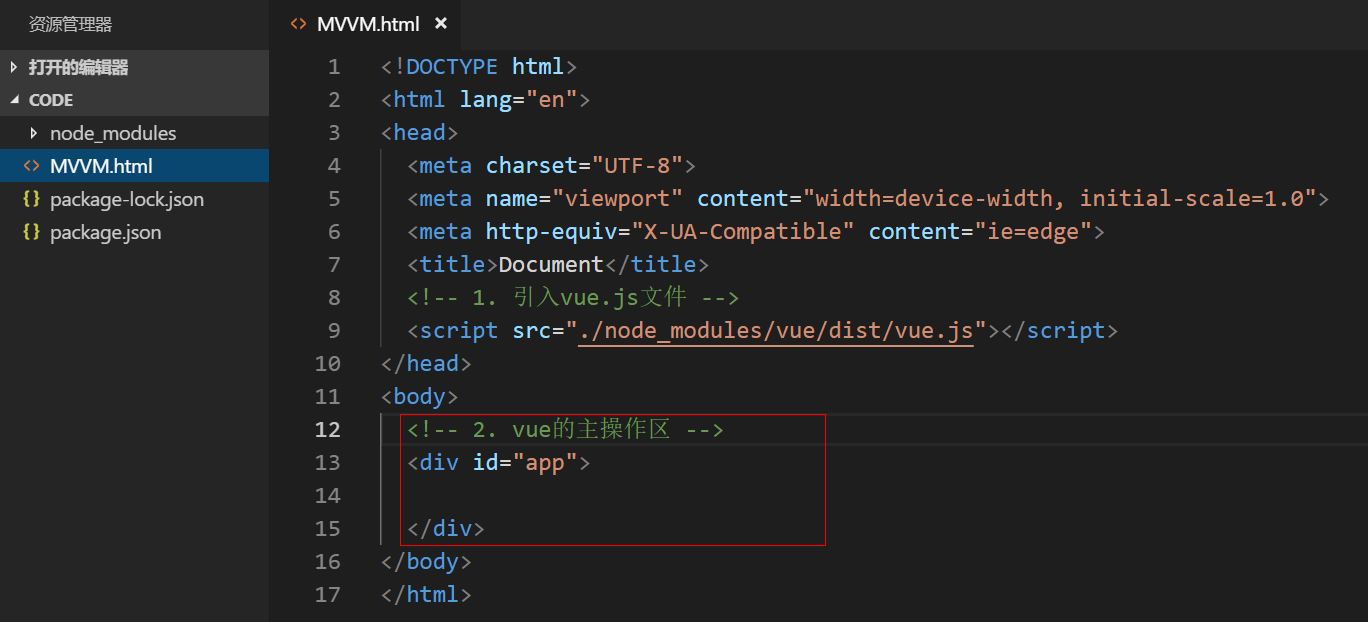 资源管理器
打开的编辑器
CODE
node_modules
MVVM.html
package-lock.json
package.json
MVVM.html ×
1 <!DOCTYPE html>
2 <html lang="en">
3 <head>
4   <meta charset="UTF-8">
5   <meta name="viewport" content="width=device-width, initial-scale=1.0">
6   <meta http-equiv="X-UA-Compatible" content="ie=edge">
7   <title>Document</title>
8   <!-- 1. 引入vue.js文件 -->
9   <script src="./node_modules/vue/dist/vue.js"></script>
10 </head>
11 <body>
12   <!-- 2. vue的主操作区 -->
13   <div id="app">
14
15   </div>
16 </body>
17 </html>